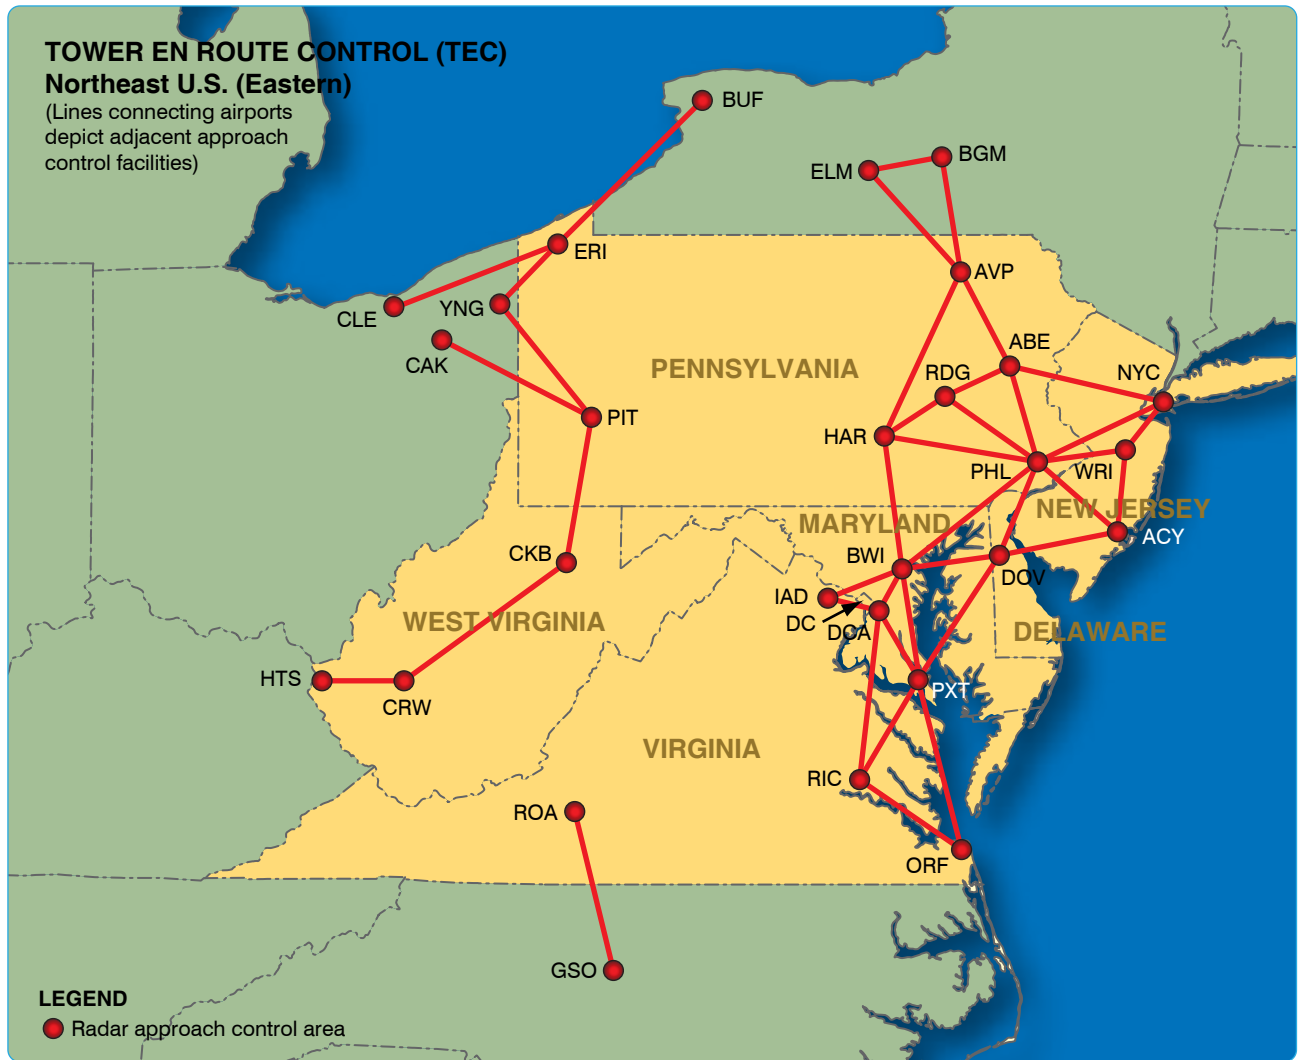 TOWER EN ROUTE CONTROL (TEC)
Northeast U.S. (Eastern)
(Lines connecting airports
depict adjacent approach
control facilities)
BUF
BGM
ELM
ERI
AVP
YNG
CLE
ABE
CAK
PENNSYLVANIA
RDG
NYC
PIT
HAR
PHL
WRI
NEW JERSEY
MARYLAND
ACY
CKB
BWI
DOV
IAD
DC
DCA
WEST VIRGINIA
DELAWARE
HTS
PXT
CRW
VIRGINIA
RIC
ROA
ORF
GSO
LEGEND
Radar approach control area